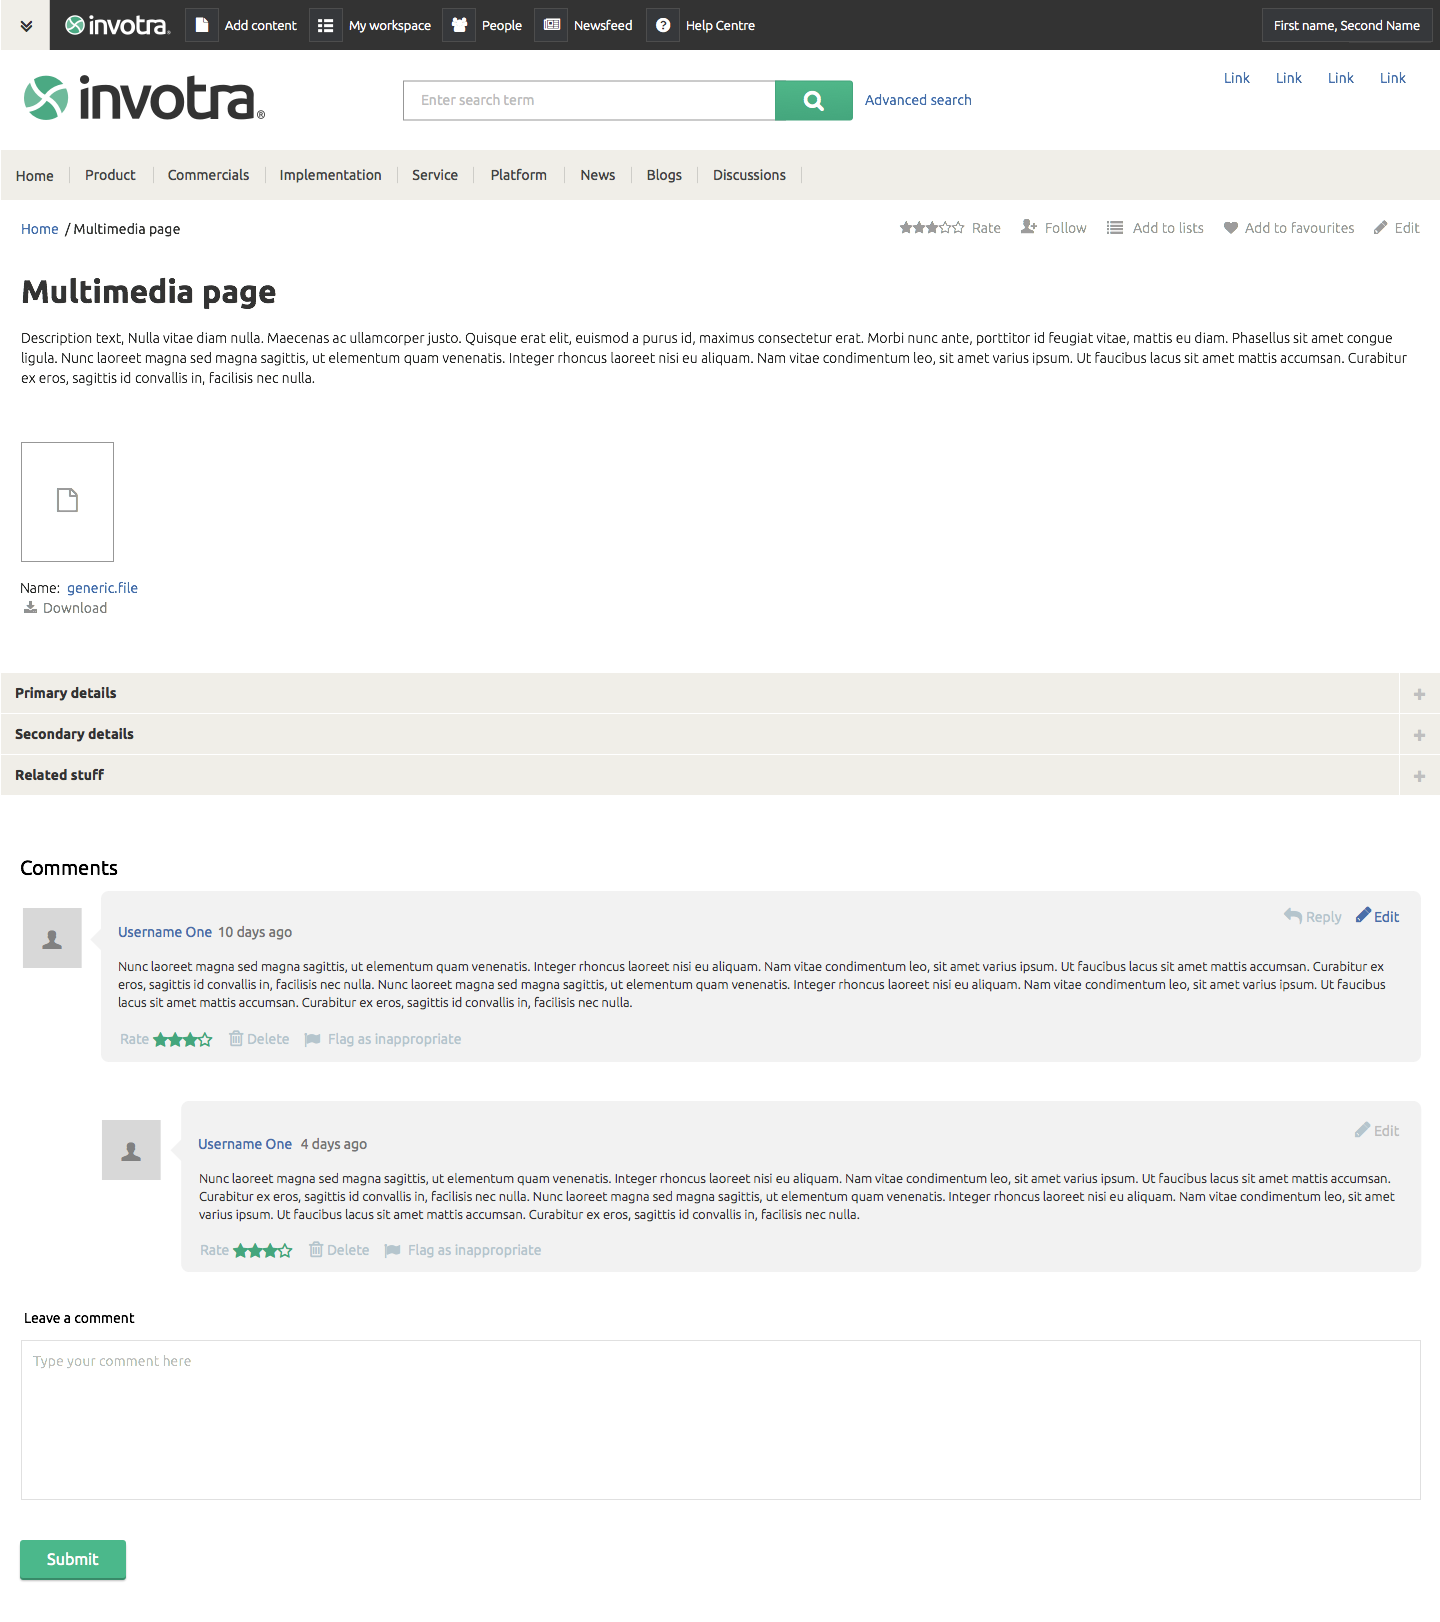 invotra® Add content My workspace People Newsfeed Help Centre First name, Second Name
invotra® Enter search term Advanced search Link Link Link Link
Home Product Commercials Implementation Service Platform News Blogs Discussions
Home / Multimedia page Rate Follow Add to lists Add to favourites Edit
Multimedia page
Description text, Nulla vitae diam nulla. Maecenas ac ullamcorper justo. Quisque erat elit, euismod a purus id, maximus consectetur erat. Morbi nunc ante, porttitor id feugiat vitae, mattis eu diam. Phasellus sit amet congue
ligula. Nunc laoreet magna sed magna sagittis, ut elementum quam venenatis. Integer rhoncus laoreet nisi eu aliquam. Nam vitae condimentum leo, sit amet varius ipsum. Ut faucibus lacus sit amet mattis accumsan. Curabitur
ex eros, sagittis id convallis in, facilisis nec nulla.
Name: generic.file
Download
Primary details
Secondary details
Related stuff
Comments
Reply Edit
Username One 10 days ago
Nunc laoreet magna sed magna sagittis, ut elementum quam venenatis. Integer rhoncus laoreet nisi eu aliquam. Nam vitae condimentum leo, sit amet varius ipsum. Ut faucibus lacus sit amet mattis accumsan. Curabitur ex
eros, sagittis id convallis in, facilisis nec nulla. Nunc laoreet magna sed magna sagittis, ut elementum quam venenatis. Integer rhoncus laoreet nisi eu aliquam. Nam vitae condimentum leo, sit amet varius ipsum. Ut faucibus
lacus sit amet mattis accumsan. Curabitur ex eros, sagittis id convallis in, facilisis nec nulla.
Rate Delete Flag as inappropriate
Edit
Username One 4 days ago
Nunc laoreet magna sed magna sagittis, ut elementum quam venenatis. Integer rhoncus laoreet nisi eu aliquam. Nam vitae condimentum leo, sit amet varius ipsum. Ut faucibus lacus sit amet mattis accumsan.
Curabitur ex eros, sagittis id convallis in, facilisis nec nulla. Nunc laoreet magna sed magna sagittis, ut elementum quam venenatis. Integer rhoncus laoreet nisi eu aliquam. Nam vitae condimentum leo, sit amet
varius ipsum. Ut faucibus lacus sit amet mattis accumsan. Curabitur ex eros, sagittis id convallis in, facilisis nec nulla.
Rate Delete Flag as inappropriate
Leave a comment
Type your comment here
Submit